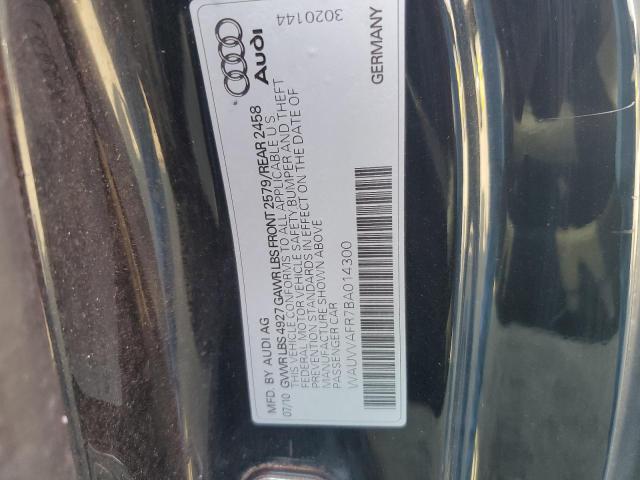 MFD. BY AUDI AG
07/10 GVWR LBS 4927 GAWR LBS FRONT 2579/REAR 2458
THIS VEHICLE CONFORMS TO ALL APPLICABLE U S
FEDERAL MOTOR VEHICLE SAFETY BUMPER AND THEFT
PREVENTION STANDARDS IN EFFECT ON THE DATE OF
MANUFACTURE SHOWN ABOVE
PASSENGER CAR
WAUVVAFR7BA014300
3020144
Audi
GERMANY